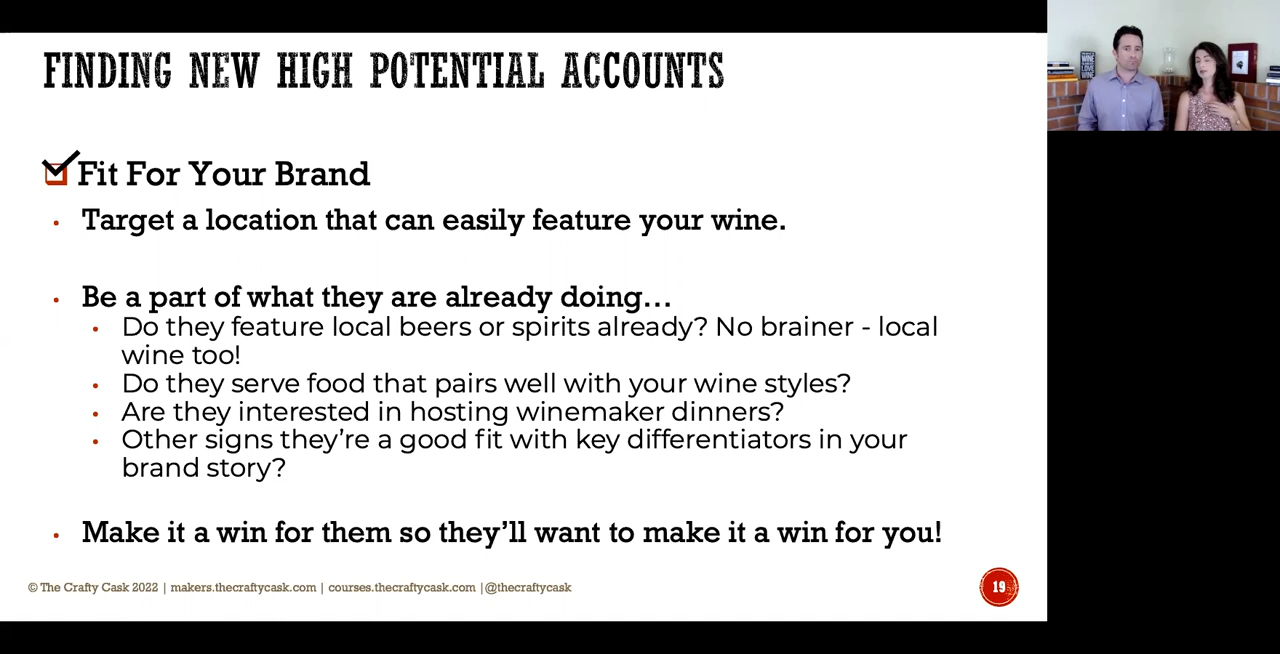 FINDING NEW HIGH POTENTIAL ACCOUNTS
Fit For Your Brand
• Target a location that can easily feature your wine.
• Be a part of what they are already doing…
• Do they feature local beers or spirits already? No brainer - local
wine too!
• Do they serve food that pairs well with your wine styles?
• Are they interested in hosting winemaker dinners?
• Other signs they’re a good fit with key differentiators in your
brand story?
• Make it a win for them so they’ll want to make it a win for you!
© The Crafty Cask 2022 | makers.thecraftycask.com | courses.thecraftycask.com |@thecraftycask
19